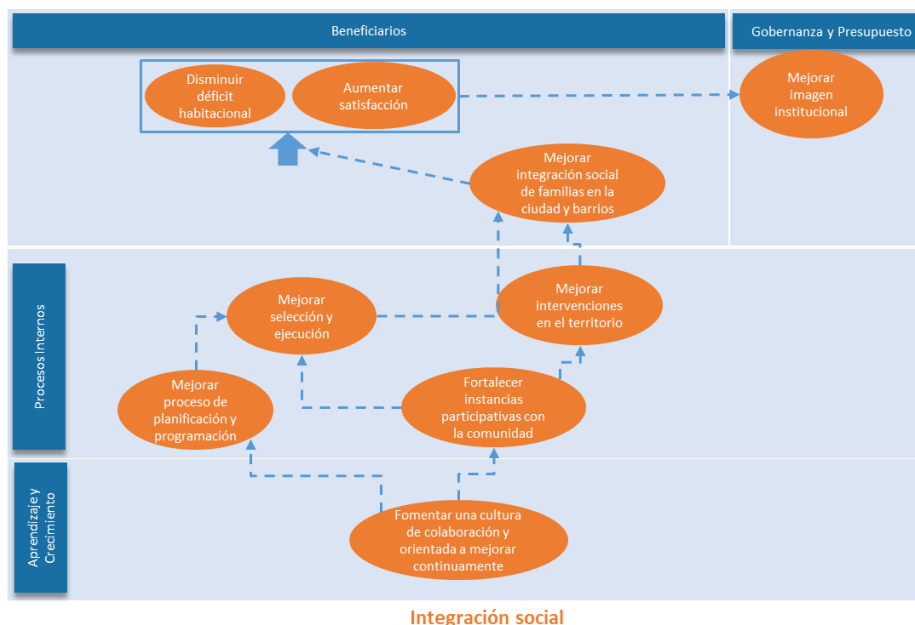 Beneficiarios
Gobernanza y Presupuesto
Disminuir
déficit
habitacional
Aumentar
satisfacción
Mejorar
imagen
institucional
Mejorar
integración social
de familias en la
ciudad y barrios
Procesos Internos
Mejorar
selección y
ejecución
Mejorar
intervenciones
en el territorio
Mejorar
proceso de
planificación y
programación
Fortalecer
instancias
participativas con
la comunidad
Aprendizaje y
Crecimiento
Fomentar una cultura
de colaboración y
orientada a mejorar
continuamente
Integración social